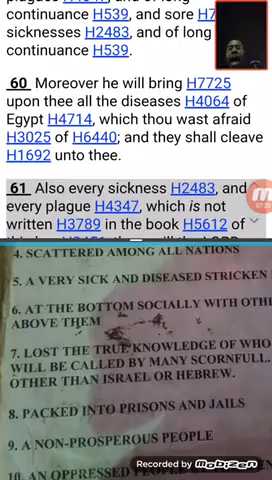 continuance H539, and sore
sicknesses H2483, and of long
continuance H539.
60 Moreover he will bring H7725
upon thee all the diseases H4064 of
Egypt H4714, which thou wast afraid
H3025 of H6440; and they shall cleave
H1692 unto thee.
61 Also every sickness H2483, and
every plague H4347, which is not
written H3789 in the book H5612 of
4. SCATTERED AMONG ALL NATIONS
5. A VERY SICK AND DISEASED STRICKEN
6. AT THE BOTTOM SOCIALLY WITH
ABOVE THEM
7. LOST THE TRUE KNOWLEDGE OF WHO
WILL BE CALLED BY MANY SCORNFULL.
OTHER THAN ISRAEL OR HEBREW.
8. PACKED INTO PRISONS AND JAILS
9. A NON-PROSPEROUS PEOPLE
10. AN OPPRESSED PEOPLE
Recorded by Mobizen